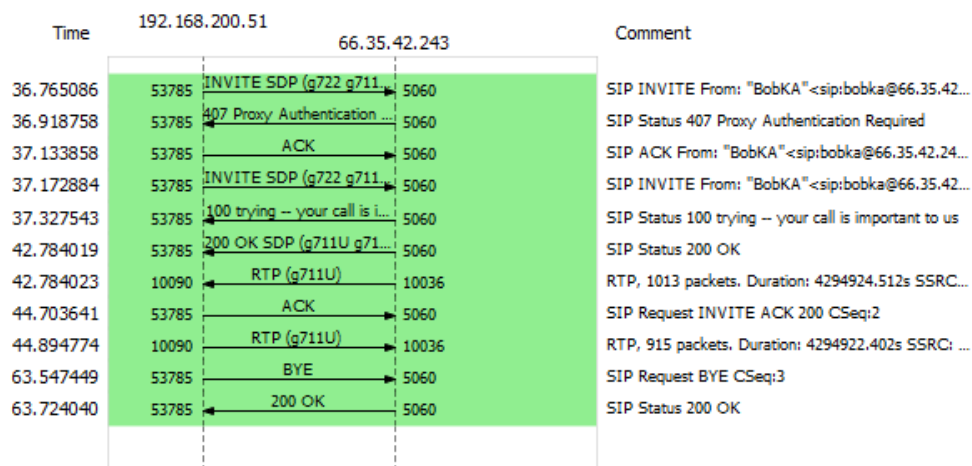 Time 192.168.200.51 66.35.42.243 Comment
36.765086 53785 INVITE SDP (g722 g711... 5060 SIP INVITE From: "BobKA"<sip:bobka@66.35.42...
36.918758 53785 407 Proxy Authentication ... 5060 SIP Status 407 Proxy Authentication Required
37.133858 53785 ACK 5060 SIP ACK From: "BobKA"<sip:bobka@66.35.42.24...
37.172884 53785 INVITE SDP (g722 g711... 5060 SIP INVITE From: "BobKA"<sip:bobka@66.35.42...
37.327543 53785 100 trying -- your call is i... 5060 SIP Status 100 trying -- your call is important to us
42.784019 53785 200 OK SDP (g711U g71... 5060 SIP Status 200 OK
42.784023 10090 RTP (g711U) 10036 RTP, 1013 packets. Duration: 4294924.512s SSRC...
44.703641 53785 ACK 5060 SIP Request INVITE ACK 200 CSeq:2
44.894774 10090 RTP (g711U) 10036 RTP, 915 packets. Duration: 4294922.402s SSRC: ...
63.547449 53785 BYE 5060 SIP Request BYE CSeq:3
63.724040 53785 200 OK 5060 SIP Status 200 OK